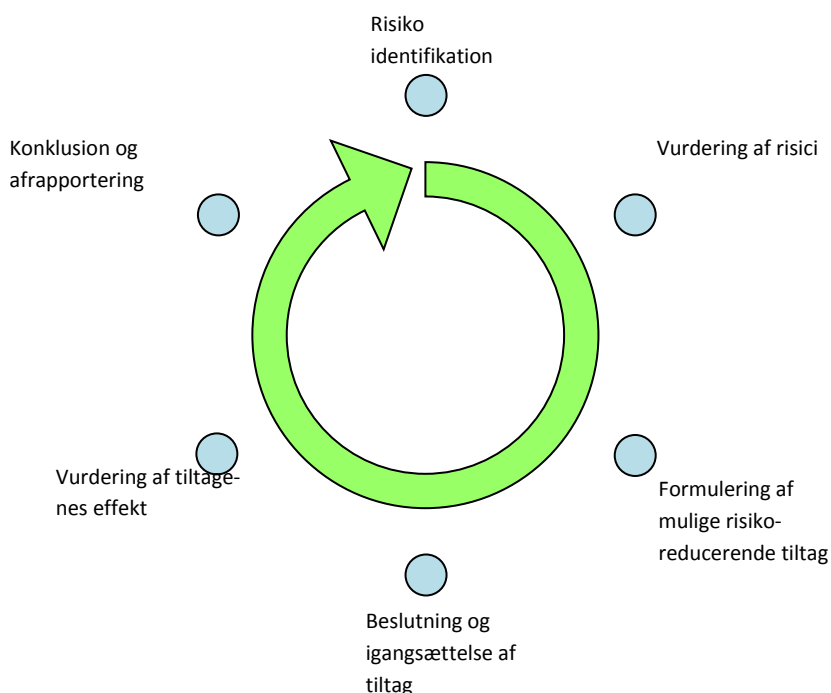 Risiko
identifikation
Vurdering af risici
Formulering af
mulige risiko-
reducerende tiltag
Beslutning og
igangsættelse af
tiltag
Vurdering af tiltage-
nes effekt
Konklusion og
afrapportering